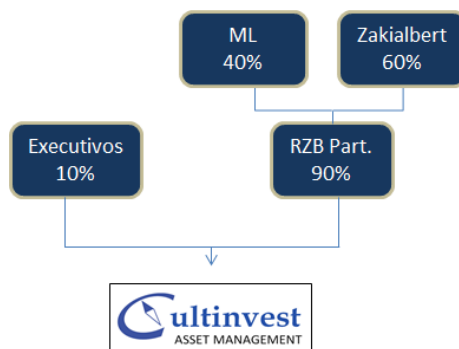 ML
40%
Zakialbert
60%
Executivos
10%
RZB Part.
90%
Cultinvest
ASSET MANAGEMENT